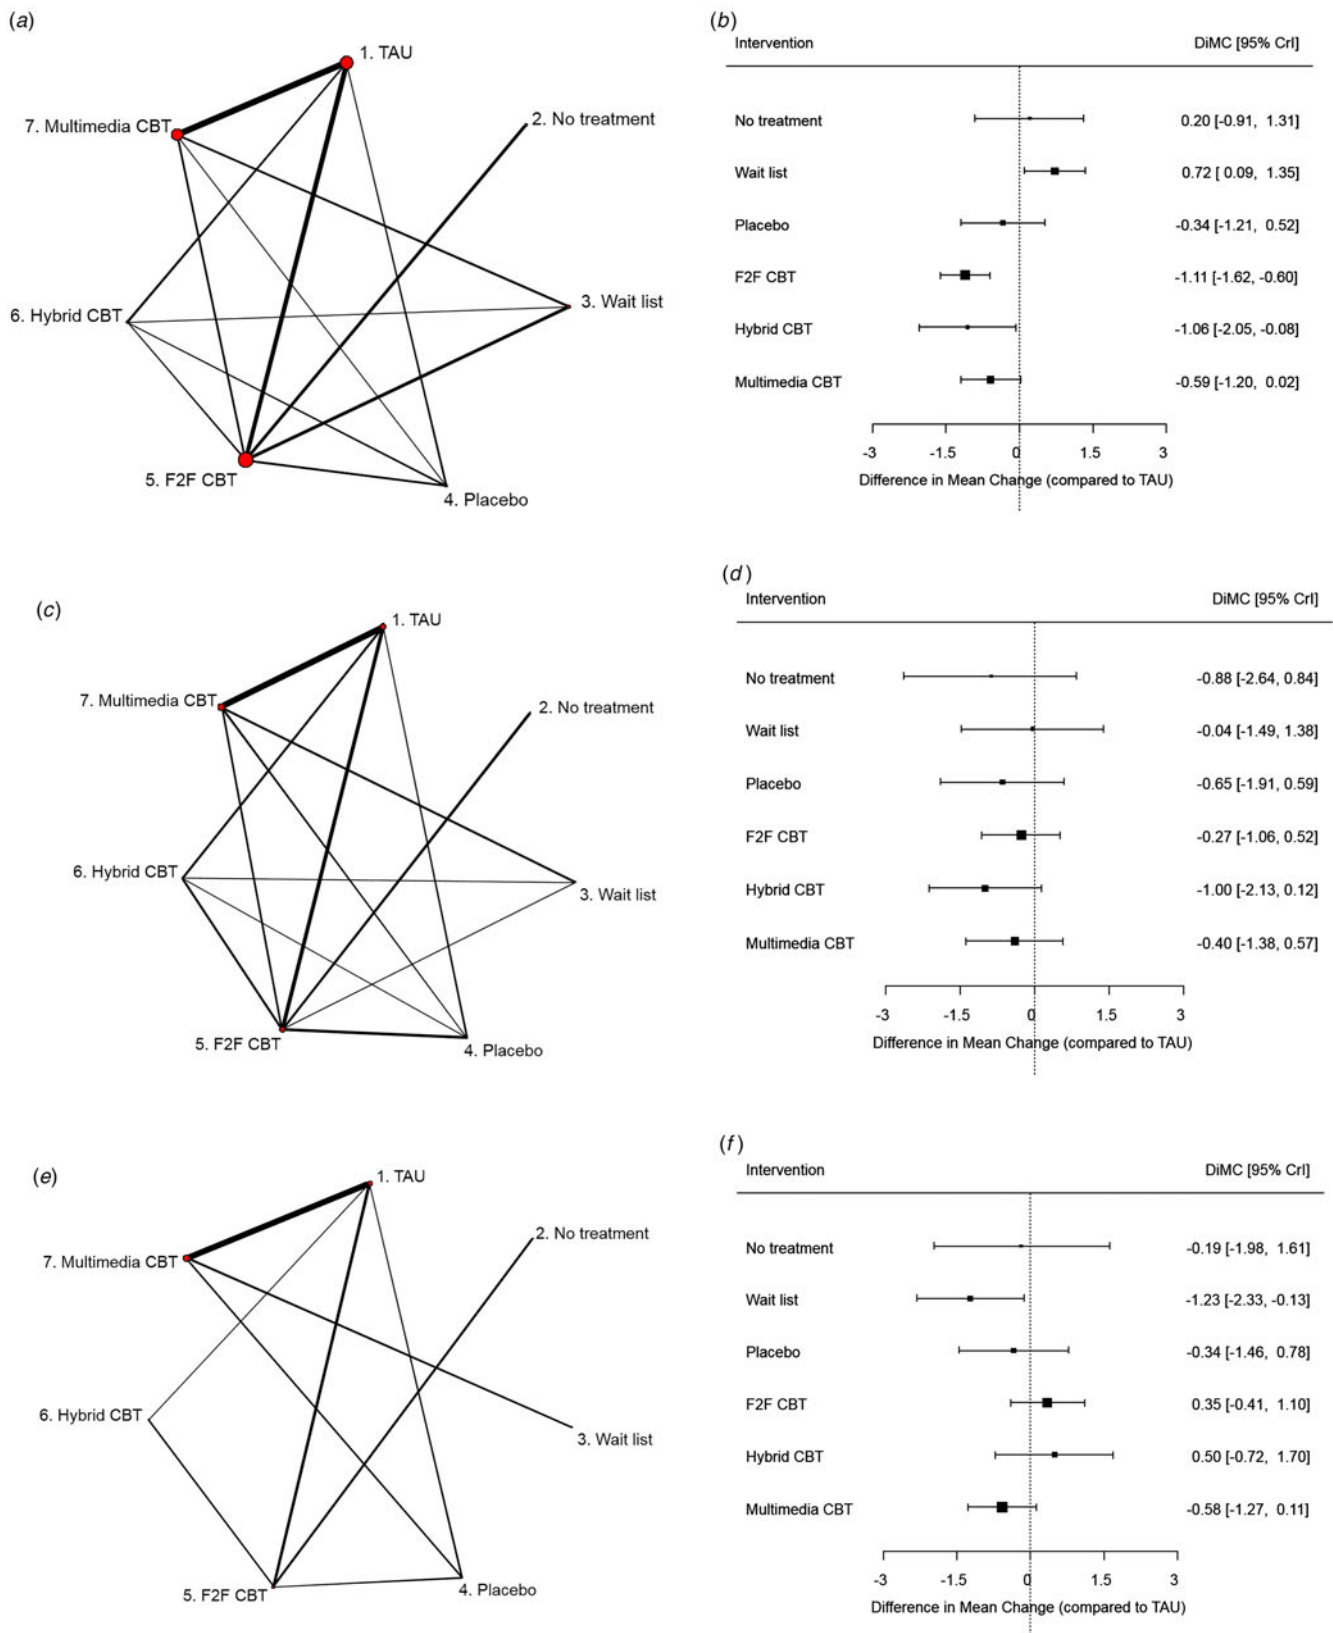 (a)
1. TAU
2. No treatment
7. Multimedia CBT
3. Wait list
6. Hybrid CBT
5. F2F CBT
4. Placebo
(b)
Intervention DiMC [95% Crl]
No treatment 0.20 [-0.91, 1.31]
Wait list 0.72 [ 0.09, 1.35]
Placebo -0.34 [-1.21, 0.52]
F2F CBT -1.11 [-1.62, -0.60]
Hybrid CBT -1.06 [-2.05, -0.08]
Multimedia CBT -0.59 [-1.20, 0.02]
-3 -1.5 0 1.5 3
Difference in Mean Change (compared to TAU)
(c)
1. TAU
7. Multimedia CBT
2. No treatment
6. Hybrid CBT
3. Wait list
5. F2F CBT
4. Placebo
(d)
Intervention DiMC [95% Crl]
No treatment -0.88 [-2.64, 0.84]
Wait list -0.04 [-1.49, 1.38]
Placebo -0.65 [-1.91, 0.59]
F2F CBT -0.27 [-1.06, 0.52]
Hybrid CBT -1.00 [-2.13, 0.12]
Multimedia CBT -0.40 [-1.38, 0.57]
-3 -1.5 0 1.5 3
Difference in Mean Change (compared to TAU)
(e)
1. TAU
2. No treatment
7. Multimedia CBT
6. Hybrid CBT
3. Wait list
5. F2F CBT
4. Placebo
(f)
Intervention DiMC [95% Crl]
No treatment -0.19 [-1.98, 1.61]
Wait list -1.23 [-2.33, -0.13]
Placebo -0.34 [-1.46, 0.78]
F2F CBT 0.35 [-0.41, 1.10]
Hybrid CBT 0.50 [-0.72, 1.70]
Multimedia CBT -0.58 [-1.27, 0.11]
-3 -1.5 0 1.5 3
Difference in Mean Change (compared to TAU)